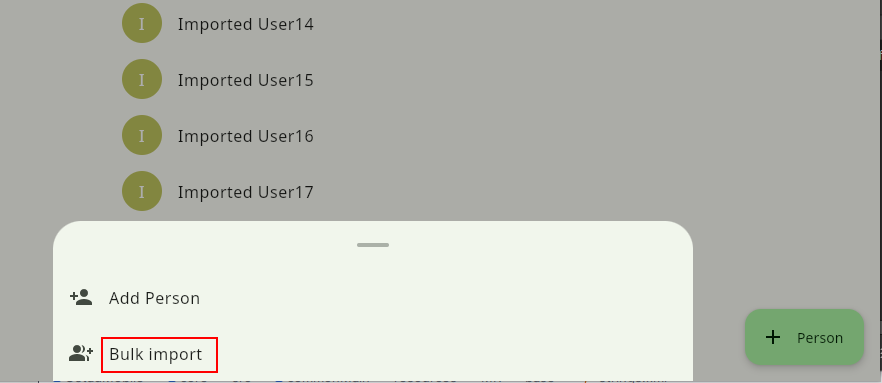 I Imported User14
I Imported User15
I Imported User16
I Imported User17
Add Person
Bulk import
+ Person